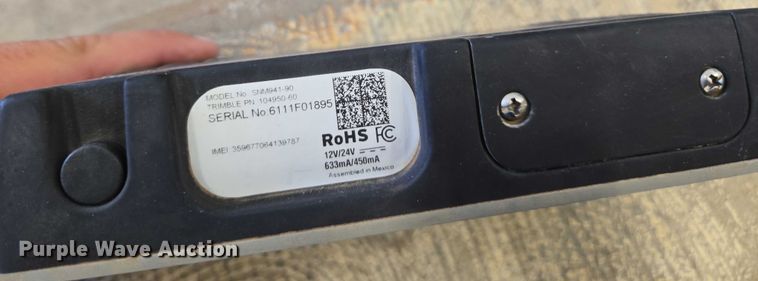 MODEL No. SNM941-90
TRIMBLE PN: 104950-60
SERIAL No:6111F01895
IMEI: 359677064139787
RoHS FC
12V/24V
633mA/450mA
Assembled in Mexico
Purple Wave Auction